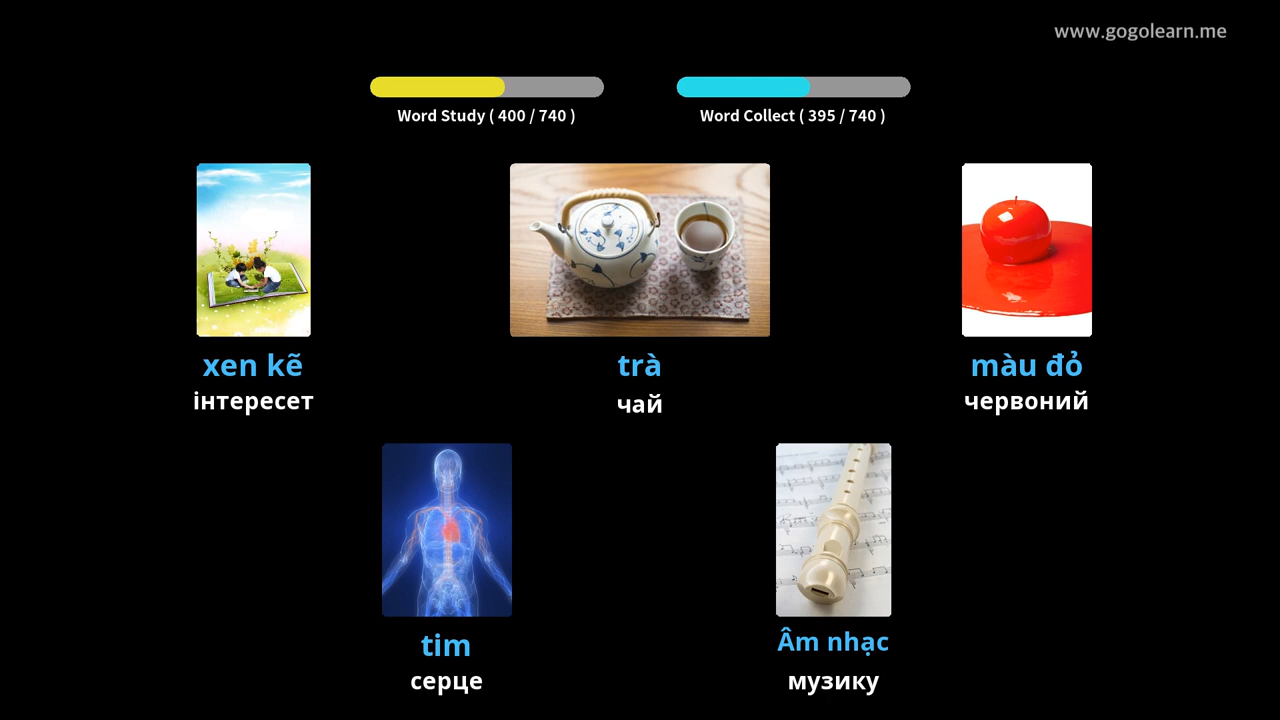 www.gogolearn.me
Word Study ( 400 / 740 )
Word Collect ( 395 / 740 )
xen kẽ
інтересет
trà
чай
màu đỏ
червоний
tim
серце
Âm nhạc
музику